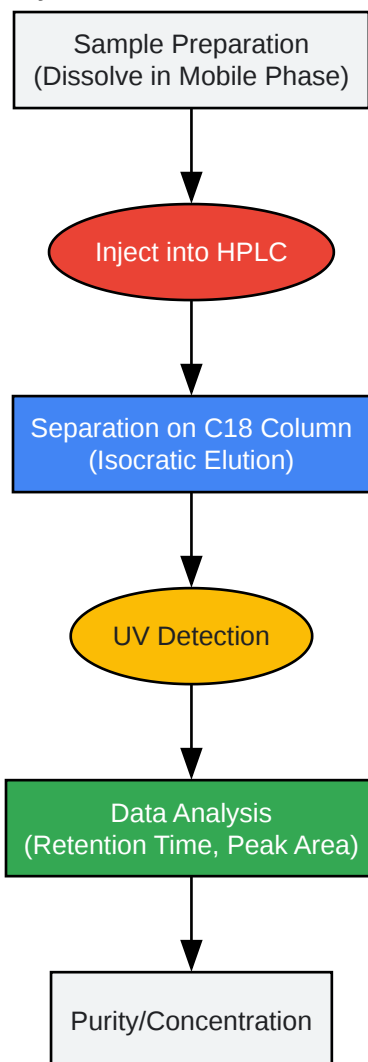 Sample Preparation
(Dissolve in Mobile Phase)
Inject into HPLC
Separation on C18 Column
(Isocratic Elution)
UV Detection
Data Analysis
(Retention Time, Peak Area)
Purity/Concentration